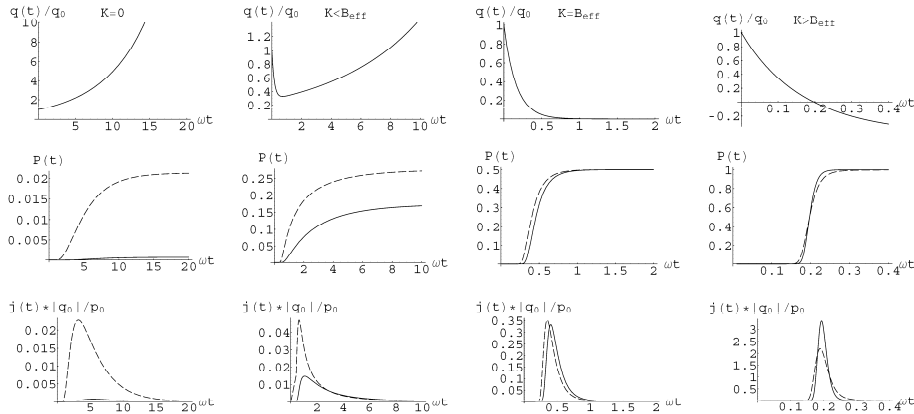 q(t)/q0 K=0
10
8
6
4
2
5 10 15 20 ωt
q(t)/q0 K<Beff
1.2
1
0.8
0.6
0.4
0.2
2 4 6 8 10 ωt
q(t)/q0 K=Beff
1
0.8
0.6
0.4
0.2
0.5 1 1.5 2 ωt
q(t)/q0 K>Beff
1
0.8
0.6
0.4
0.2
-0.2
0.1 0.2 0.3 0.4 ωt
P(t)
0.02
0.015
0.01
0.005
5 10 15 20 ωt
P(t)
0.25
0.2
0.15
0.1
0.05
2 4 6 8 10 ωt
P(t)
0.5
0.4
0.3
0.2
0.1
0.5 1 1.5 2 ωt
P(t)
1
0.8
0.6
0.4
0.2
0.1 0.2 0.3 0.4 ωt
j(t)*|q0|/p0
0.02
0.015
0.01
0.005
5 10 15 20 ωt
j(t)*|q0|/p0
0.04
0.03
0.02
0.01
2 4 6 8 10 ωt
j(t)*|q0|/p0
0.35
0.3
0.25
0.2
0.15
0.1
0.05
0.5 1 1.5 2 ωt
j(t)*|q0|/p0
3
2.5
2
1.5
1
0.5
0.1 0.2 0.3 0.4 ωt